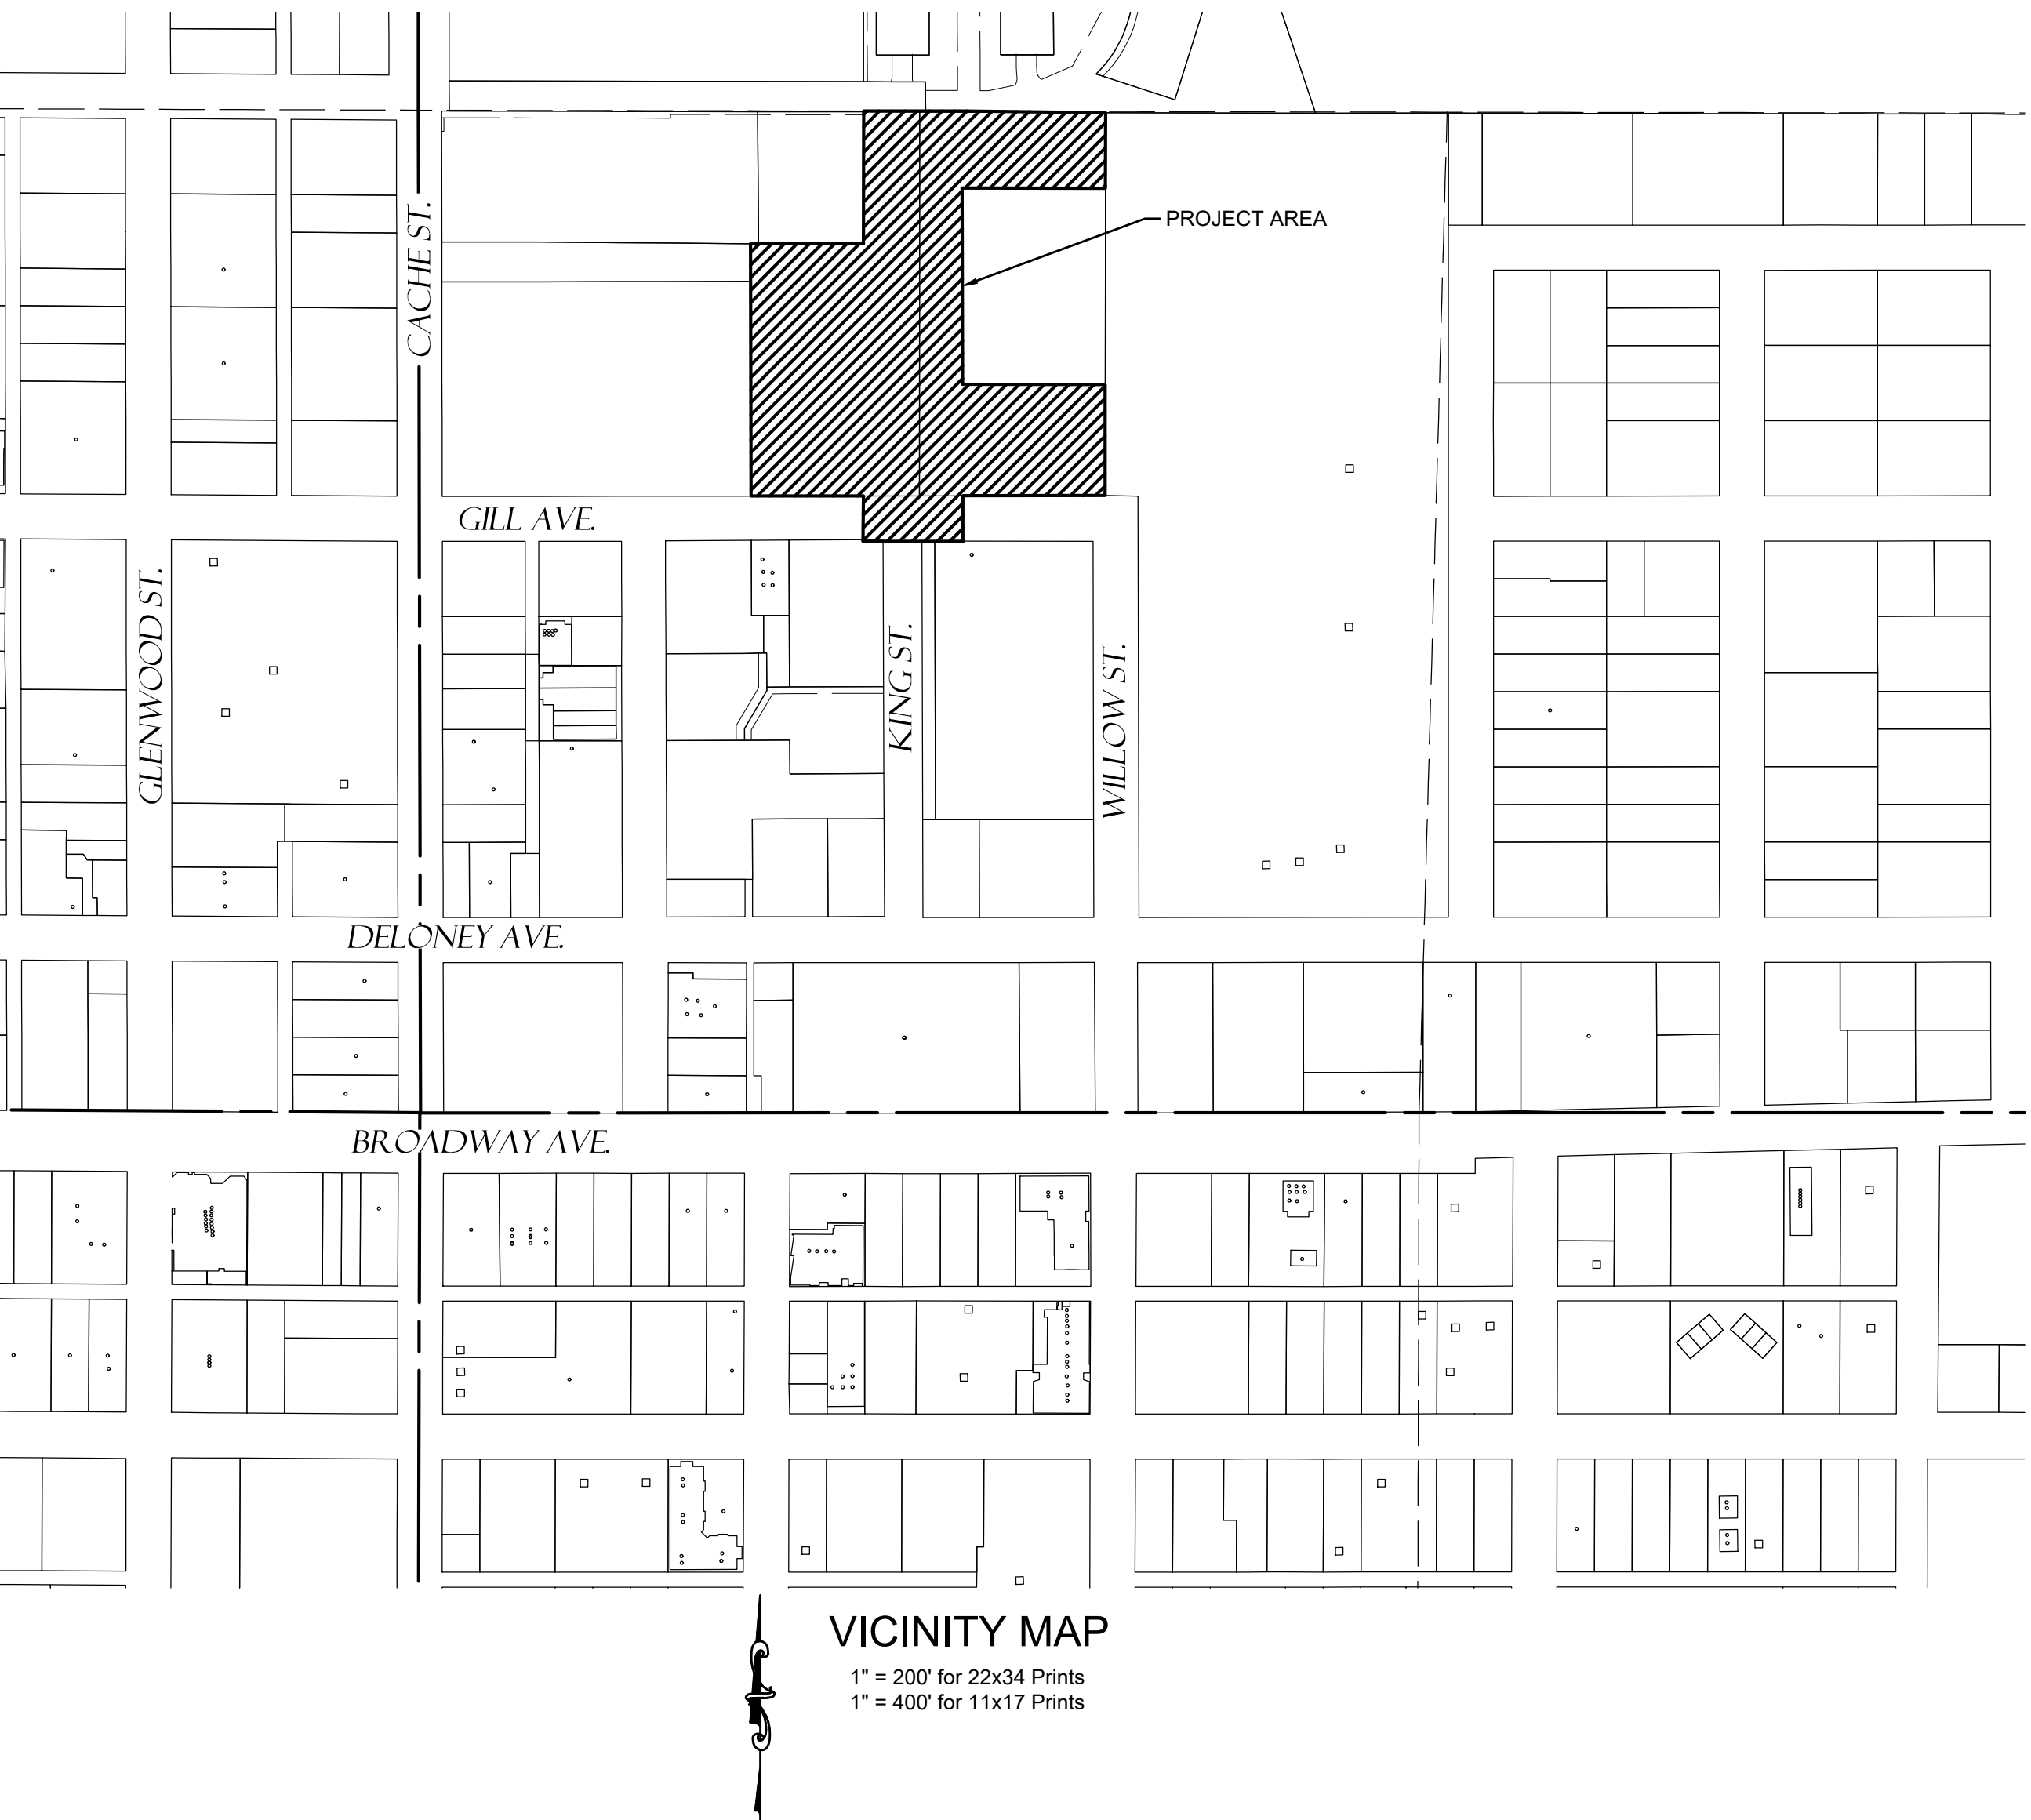 CACHE ST.
PROJECT AREA
GILL AVE.
GLENWOOD ST.
KING ST.
WILLOW ST.
DELONEY AVE.
BROADWAY AVE.
VICINITY MAP
1" = 200' for 22x34 Prints
1" = 400' for 11x17 Prints